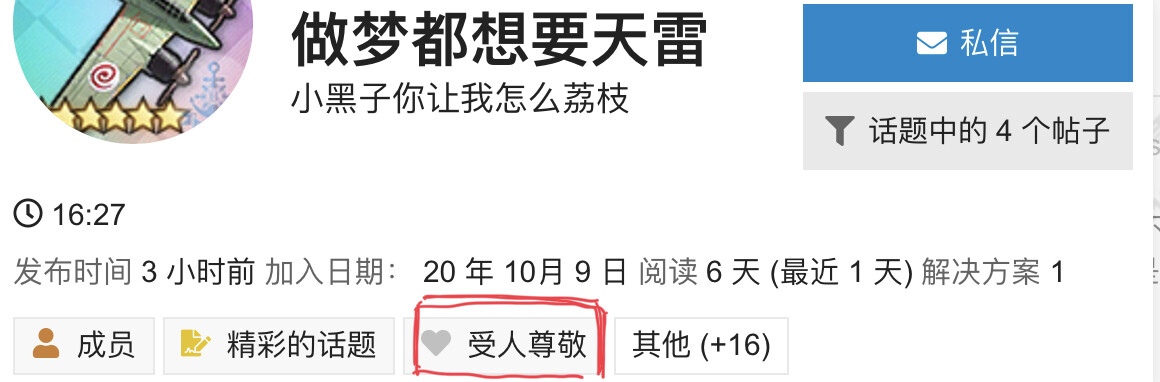 做梦都想要天雷
小黑子你让我怎么荔枝
私信
话题中的 4 个帖子
16:27
发布时间 3 小时前 加入日期： 20 年 10月 9 日 阅读 6 天 (最近 1 天) 解决方案 1
成员 精彩的话题 受人尊敬 其他 (+16)